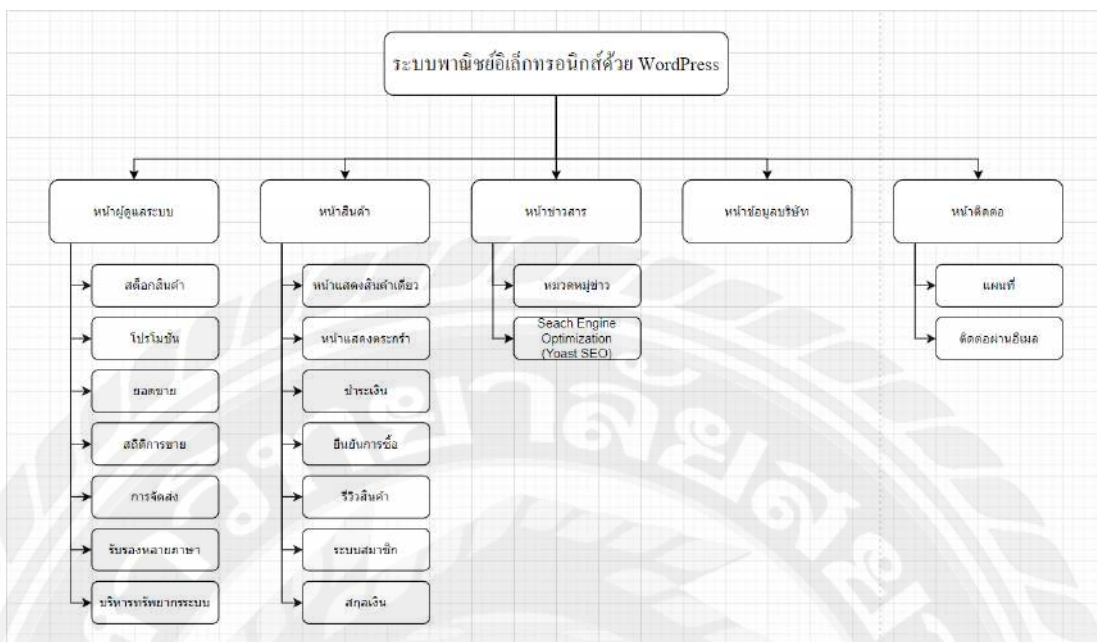 ระบบพาณิชย์อิเล็กทรอนิกส์ด้วย WordPress
หน้าผู้ดูแลระบบ
หน้าสินค้า
หน้าข่าวสาร
หน้าข้อมูลบริษัท
หน้าติดต่อ
สต็อกสินค้า
โปรโมชัน
ยอดขาย
สถิติการขาย
การจัดส่ง
รับรองหลายภาษา
บริหารทรัพยากรระบบ
หน้าแสดงสินค้าเดี่ยว
หน้าแสดงตระกร้า
ชำระเงิน
ยืนยันการซื้อ
รีวิวสินค้า
ระบบสมาชิก
สกุลเงิน
หมวดหมู่ข่าว
Seach Engine
Optimization
(Yoast SEO)
แผนที่
ติดต่อผ่านอีเมล